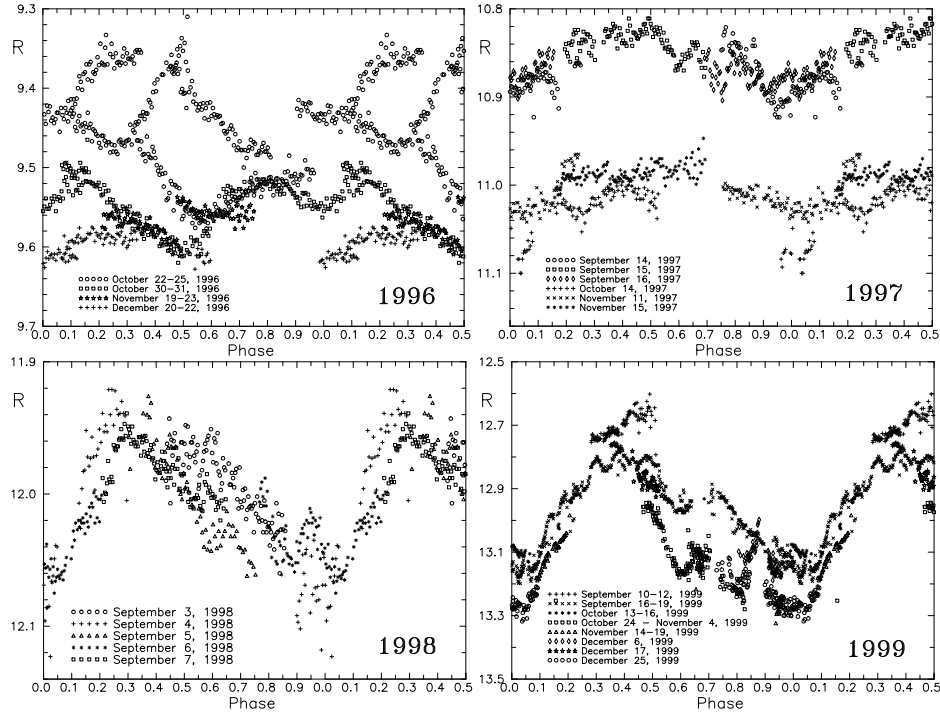 9.3
R
9.4
9.5
9.6
9.7
October 22–25, 1996
October 30–31, 1996
November 19–23, 1996
December 20–22, 1996
1996
0.0 0.1 0.2 0.3 0.4 0.5 0.6 0.7 0.8 0.9 0.0 0.1 0.2 0.3 0.4 0.5
Phase
10.8
R
10.9
11.0
11.1
September 14, 1997
September 15, 1997
September 16, 1997
October 14, 1997
November 11, 1997
November 15, 1997
1997
0.0 0.1 0.2 0.3 0.4 0.5 0.6 0.7 0.8 0.9 0.0 0.1 0.2 0.3 0.4 0.5
Phase
11.9
R
12.0
12.1
September 3, 1998
September 4, 1998
September 5, 1998
September 6, 1998
September 7, 1998
1998
0.0 0.1 0.2 0.3 0.4 0.5 0.6 0.7 0.8 0.9 0.0 0.1 0.2 0.3 0.4 0.5
Phase
12.5
R
12.7
12.9
13.1
13.3
13.5
September 10–12, 1999
September 16–19, 1999
October 13–16, 1999
October 24 – November 4, 1999
November 14–19, 1999
December 6, 1999
December 17, 1999
December 25, 1999
1999
0.0 0.1 0.2 0.3 0.4 0.5 0.6 0.7 0.8 0.9 0.0 0.1 0.2 0.3 0.4 0.5
Phase